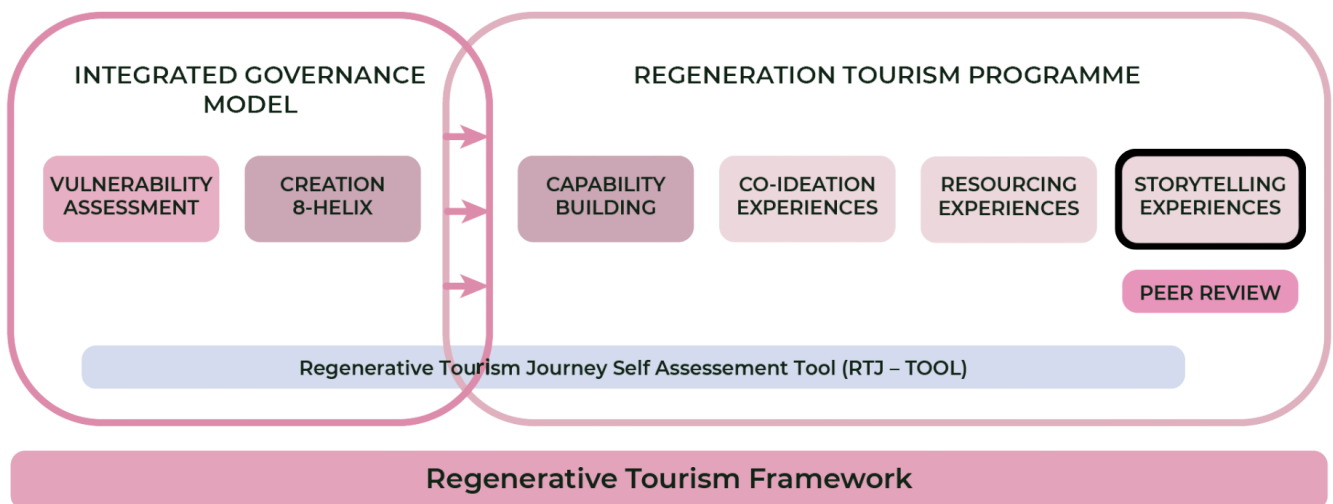 INTEGRATED GOVERNANCE
MODEL
REGENERATION TOURISM PROGRAMME
VULNERABILITY
ASSESSMENT
CREATION
8-HELIX
CAPABILITY
BUILDING
CO-IDEATION
EXPERIENCES
RESOURCING
EXPERIENCES
STORYTELLING
EXPERIENCES
PEER REVIEW
Regenerative Tourism Journey Self Assessement Tool (RTJ – TOOL)
Regenerative Tourism Framework